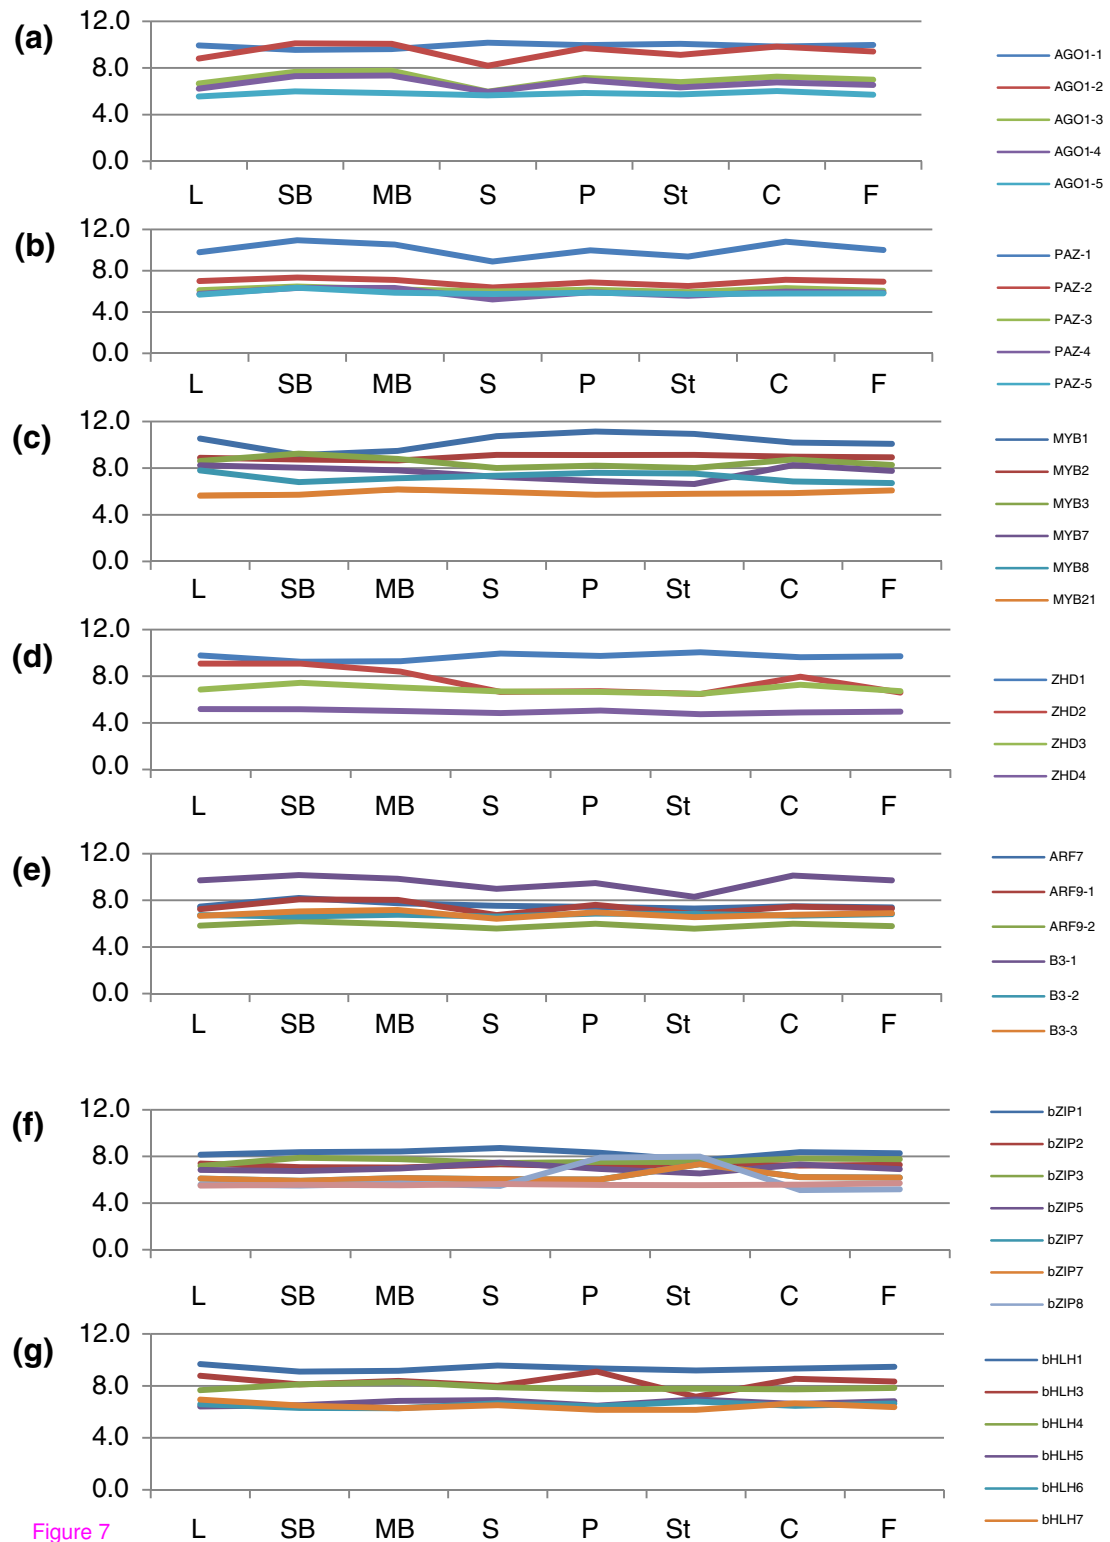 (a)
12.0
8.0
4.0
0.0
L SB MB S P St C F
AGO1-1
AGO1-2
AGO1-3
AGO1-4
AGO1-5
(b)
12.0
8.0
4.0
0.0
L SB MB S P St C F
PAZ-1
PAZ-2
PAZ-3
PAZ-4
PAZ-5
(c)
12.0
8.0
4.0
0.0
L SB MB S P St C F
MYB1
MYB2
MYB3
MYB7
MYB8
MYB21
(d)
12.0
8.0
4.0
0.0
L SB MB S P St C F
ZHD1
ZHD2
ZHD3
ZHD4
(e)
12.0
8.0
4.0
0.0
L SB MB S P St C F
ARF7
ARF9-1
ARF9-2
B3-1
B3-2
B3-3
(f)
12.0
8.0
4.0
0.0
L SB MB S P St C F
bZIP1
bZIP2
bZIP3
bZIP5
bZIP7
bZIP7
bZIP8
(g)
12.0
8.0
4.0
0.0
L SB MB S P St C F
bHLH1
bHLH3
bHLH4
bHLH5
bHLH6
bHLH7
Figure 7